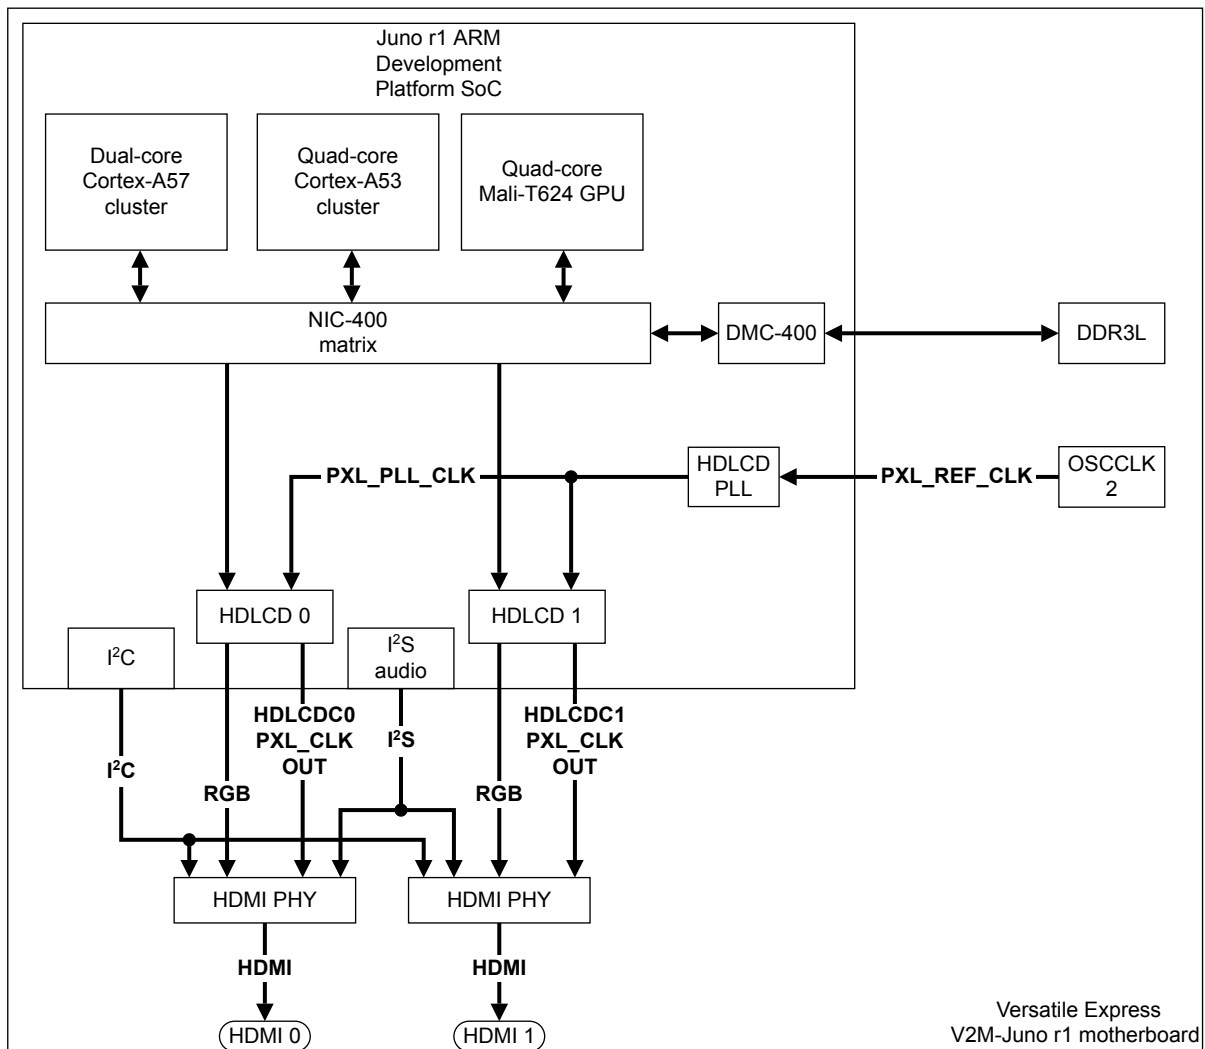 Juno r1 ARM
Development
Platform SoC
Dual-core
Cortex-A57
cluster
Quad-core
Cortex-A53
cluster
Quad-core
Mali-T624 GPU
NIC-400
matrix
DMC-400
DDR3L
PXL_PLL_CLK
HDLCD
PLL
PXL_REF_CLK
OSCCLK
2
HDLCD 0
HDLCD 1
I²C
I²S
audio
HDLCDC0
PXL_CLK
OUT
I²S
HDLCDC1
PXL_CLK
OUT
I²C
RGB
RGB
HDMI PHY
HDMI PHY
HDMI
HDMI
HDMI 0
HDMI 1
Versatile Express
V2M-Juno r1 motherboard